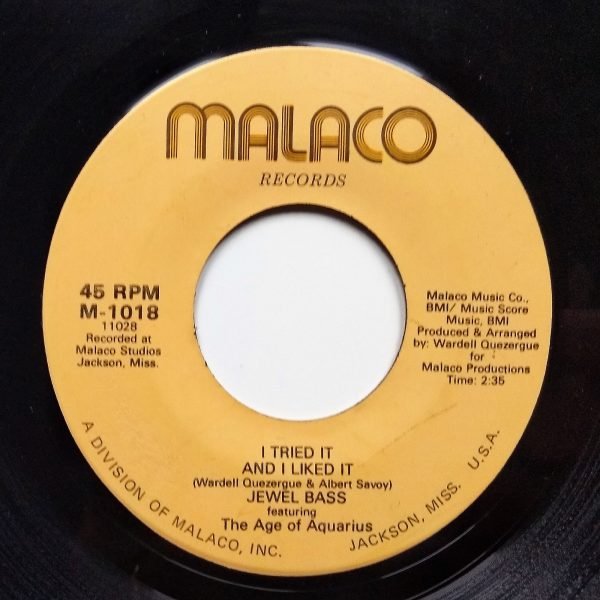 MALACO
RECORDS
45 RPM
M-1018
11028
Recorded at
Malaco Studios
Jackson, Miss.
Malaco Music Co.,
BMI/ Music Score
Music, BMI
Produced & Arranged
by: Wardell Quezergue
for
Malaco Productions
Time: 2:35
I TRIED IT
AND I LIKED IT
(Wardell Quezergue & Albert Savoy)
JEWEL BASS
featuring
The Age of Aquarius
A DIVISION OF MALACO, INC.
JACKSON, MISS. U.S.A.